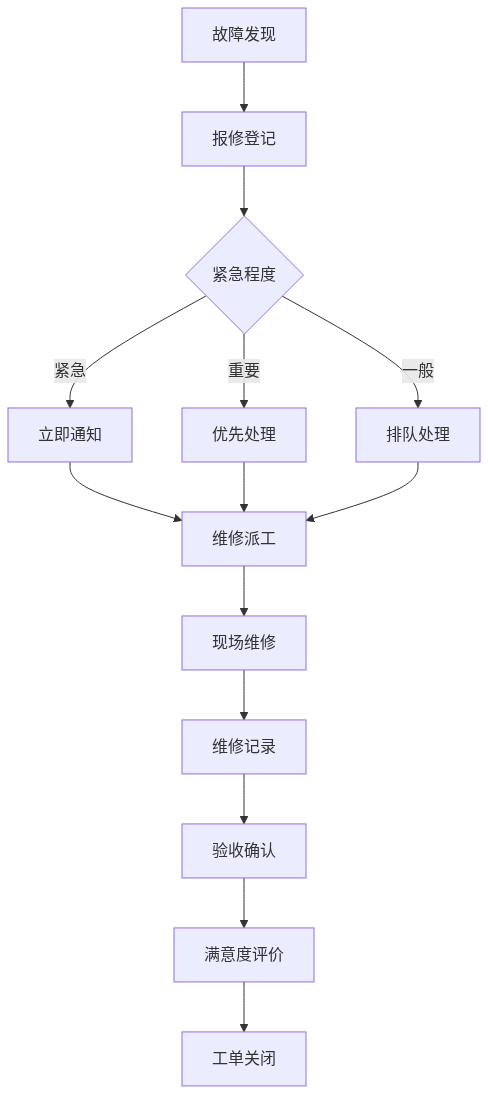 故障发现
报修登记
紧急程度
紧急
重要
一般
立即通知
优先处理
排队处理
维修派工
现场维修
维修记录
验收确认
满意度评价
工单关闭